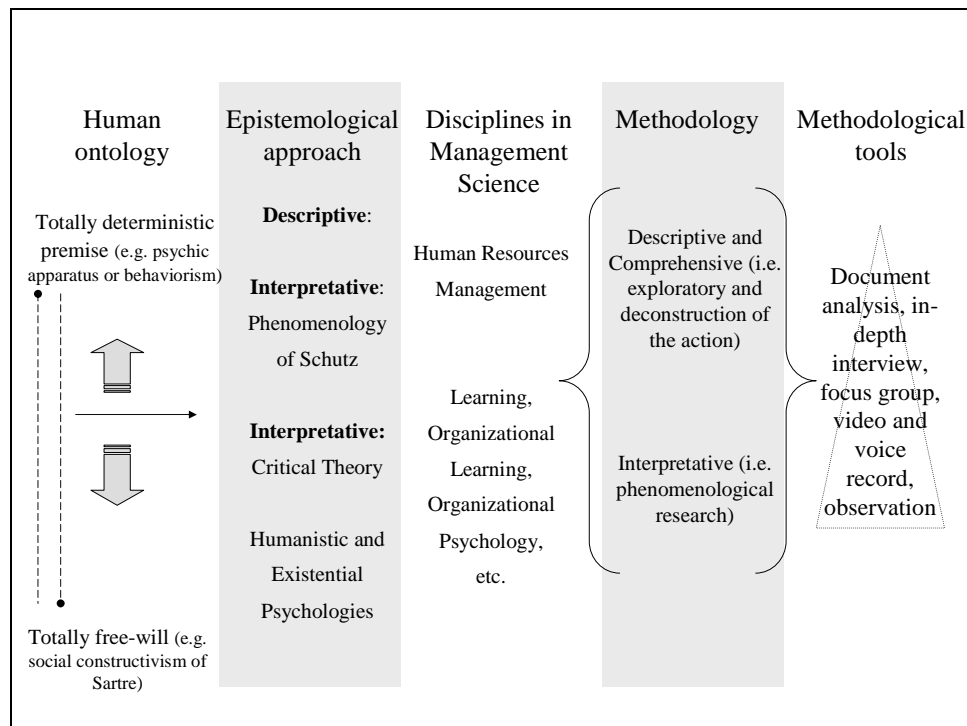 Human
ontology
Totally deterministic
premise (e.g. psychic
apparatus or behaviorism)
Totally free-will (e.g.
social constructivism of
Sartre)
Epistemological
approach
Descriptive:
Interpretative:
Phenomenology
of Schutz
Interpretative:
Critical Theory
Humanistic and
Existential
Psychologies
Disciplines in
Management
Science
Human Resources
Management
Learning,
Organizational
Learning,
Organizational
Psychology,
etc.
Methodology
Descriptive and
Comprehensive (i.e.
exploratory and
deconstruction of
the action)
Interpretative (i.e.
phenomenological
research)
Methodological
tools
Document
analysis, in-
depth
interview,
focus group,
video and
voice
record,
observation